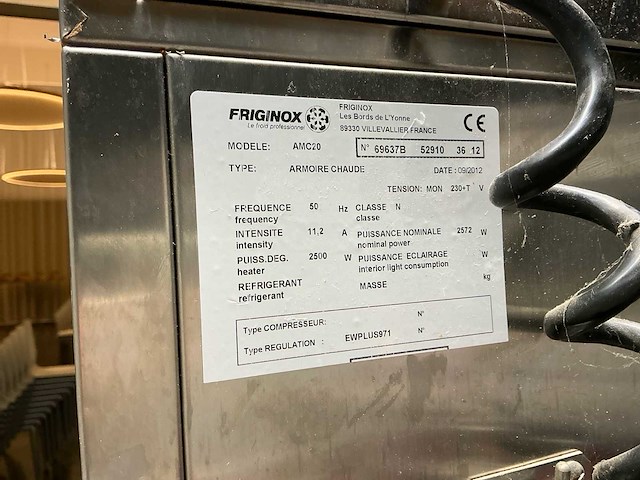 FRIGINOX
Le froid professionnel
FRIGINOX
Les Bords de L'Yonne
89330 VILLEVALLIER FRANCE
CE
MODELE: AMC20 N° 69637B 52910 36 12
TYPE: ARMOIRE CHAUDE DATE : 09/2012
TENSION: MON 230+T V
FREQUENCE 50 Hz CLASSE N
frequency classe
INTENSITE 11,2 A PUISSANCE NOMINALE 2572 W
intensity nominal power
PUISS.DEG. 2500 W PUISSANCE ECLAIRAGE W
heater interior light consumption
REFRIGERANT MASSE kg
refrigerant
Type COMPRESSEUR: N°
Type REGULATION : EWPLUS971 N°